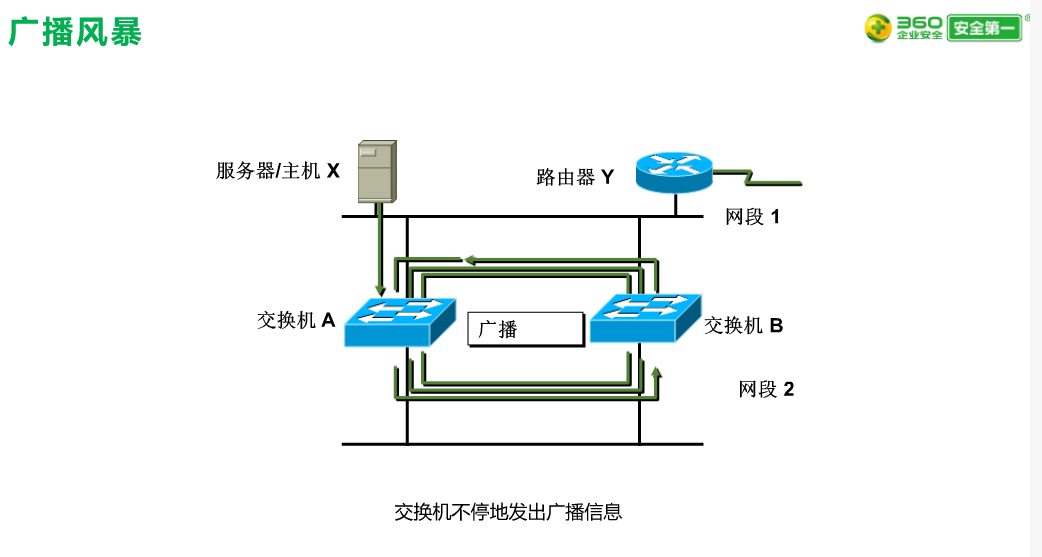 广播风暴
360
企业安全
安全第一
服务器/主机 X
路由器 Y
网段 1
交换机 A
广播
交换机 B
网段 2
交换机不停地发出广播信息